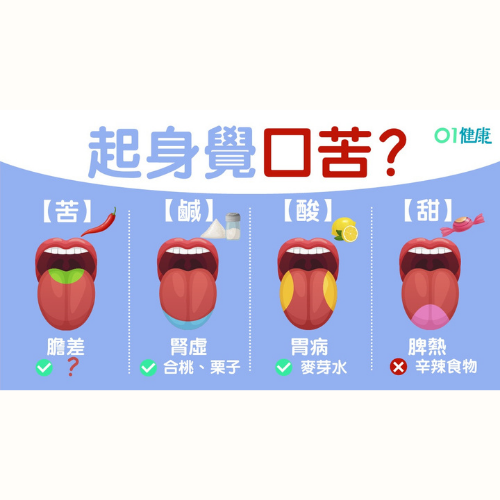 起身覺口苦?
01健康
【苦】
【鹹】
【酸】
【甜】
膽差
?
腎虛
合桃、栗子
胃病
麥芽水
脾熱
辛辣食物